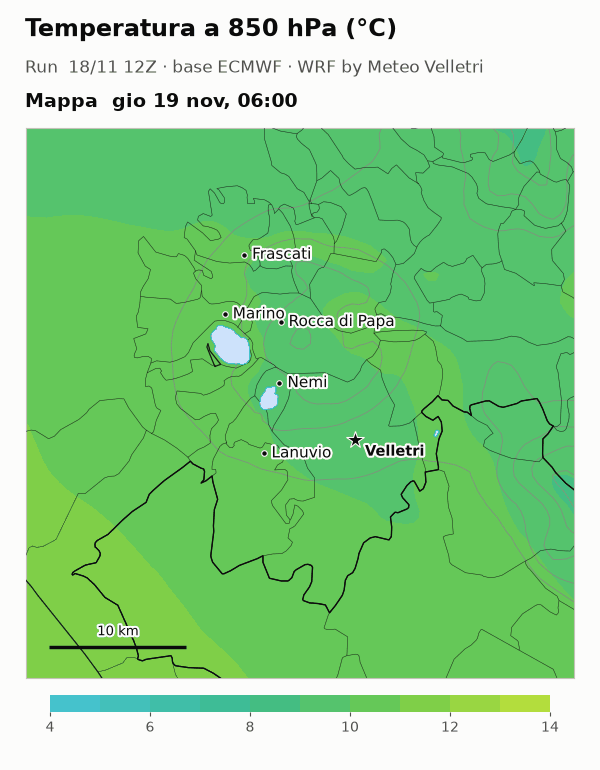 Temperatura a 850 hPa (°C)
Run 18/11 12Z · base ECMWF · WRF by Meteo Velletri
Mappa gio 19 nov, 06:00
Frascati
Marino
Rocca di Papa
Nemi
Velletri
Lanuvio
10 km
4 6 8 10 12 14